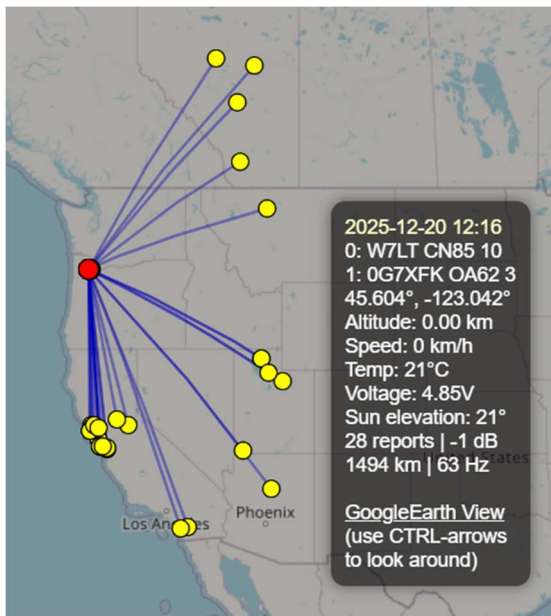 2025-12-20 12:16
0: W7LT CN85 10
1: 0G7XFK OA62 3
45.604°, -123.042°
Altitude: 0.00 km
Speed: 0 km/h
Temp: 21°C
Voltage: 4.85V
Sun elevation: 21°
28 reports | -1 dB
1494 km | 63 Hz
GoogleEarth View
(use CTRL-arrows
to look around)
United States
Los Angeles
Phoenix